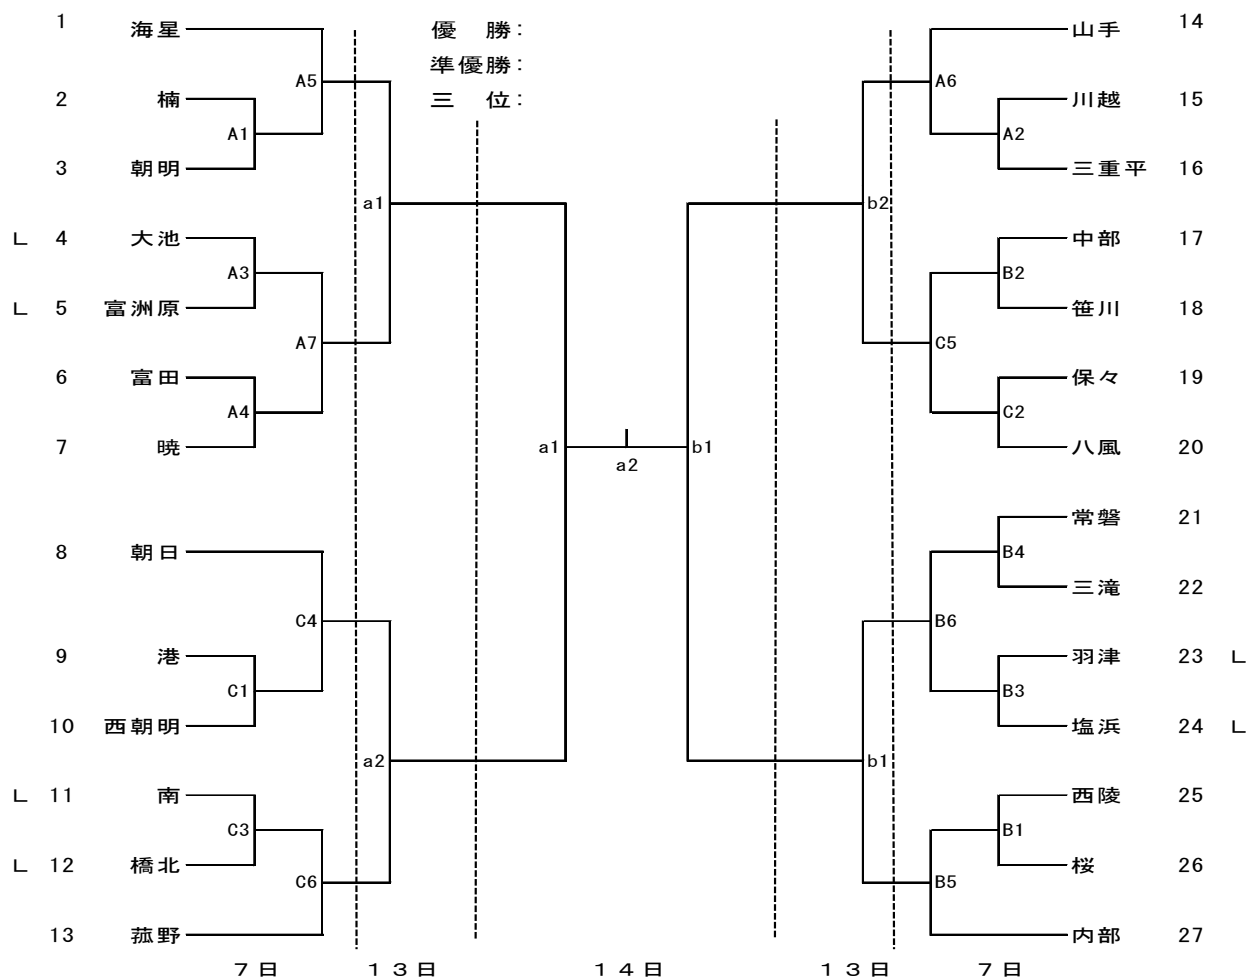 優　勝：
準優勝：
三　位：
1 海星
A5
2 楠
A1
3 朝明
a1
L 4 大池
A3
L 5 富洲原
A7
6 富田
A4
7 暁
a1
8 朝日
C4
9 港
C1
10 西朝明
a2
L 11 南
C3
L 12 橋北
C6
13 菰野
a2
b1
山手 14
A6
川越 15
A2
三重平 16
b2
中部 17
B2
笹川 18
C5
保々 19
C2
八風 20
常磐 21
B4
三滝 22
B6
羽津 23 L
B3
塩浜 24 L
b1
西陵 25
B1
桜 26
B5
内部 27
７日 １３日 １４日 １３日 ７日